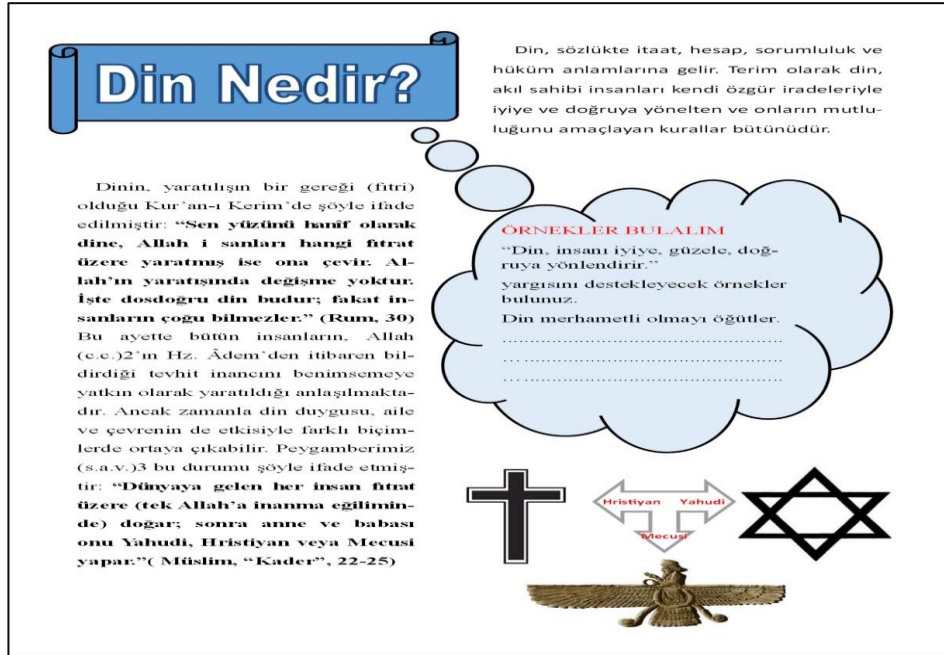 Din Nedir?
Din, sözlükte itaat, hesap, sorumluluk ve
hüküm anlamlarına gelir. Terim olarak din,
akıl sahibi insanları kendi özgür iradeleriyle
iyiye ve doğruya yönelten ve onların mutlu-
luğunu amaçlayan kurallar bütünüdür.
Dinin, yaratılışın bir gereği (fıtri)
olduğu Kur'an-ı Kerim'de şöyle ifade
edilmiştir: “Sen yüzünü hanîf olarak
dine, Allah i sanları hangi fıtrat
üzere yaratmış ise ona çevir. Al-
lah'ın yaratışında değişme yoktur.
İşte dosdoğru din budur; fakat in-
sanların çoğu bilmezler.” (Rum, 30)
Bu ayette bütün insanların, Allah
(c.c.)2'ın Hz. Âdem'den itibaren bil-
dirdiği tevhit inancını benimsemeye
yatkın olarak yaratıldığı anlaşılmakta-
dır. Ancak zamanla din duygusu, aile
ve çevrenin de etkisiyle farklı biçim-
lerde ortaya çıkabilir. Peygamberimiz
(s.a.v.)3 bu durumu şöyle ifade etmiş-
tir: “Dünyaya gelen her insan fıtrat
üzere (tek Allah'a inanma eğilimin-
de) doğar; sonra anne ve babası
onu Yahudi, Hristiyan veya Mecusi
yapar.”( Müslim, “Kader”, 22-25)
ÖRNEKLER BULALIM
“Din, insanı iyiye, güzele, doğ-
ruya yönlendirir.”
yargısını destekleyecek örnekler
bulunuz.
Din merhametli olmayı öğütler.
..................................................
..................................................
..................................................
Hristiyan Yahudi
Mecusi